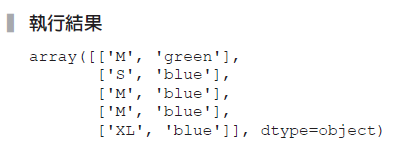 執行結果
array([['M', 'green'],
['S', 'blue'],
['M', 'blue'],
['M', 'blue'],
['XL', 'blue']], dtype=object)